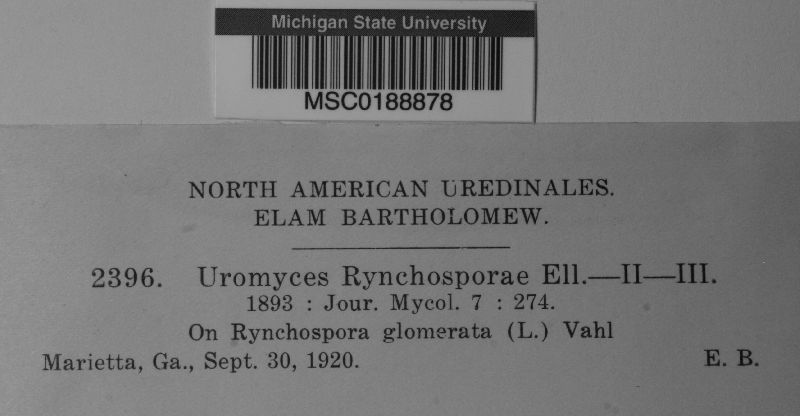 Michigan State University
MSC0188878
NORTH AMERICAN UREDINALES.
ELAM BARTHOLOMEW.
2396. Uromyces Rynchosporae Ell.—II—III.
1893 : Jour. Mycol. 7 : 274.
On Rynchospora glomerata (L.) Vahl
Marietta, Ga., Sept. 30, 1920. E. B.